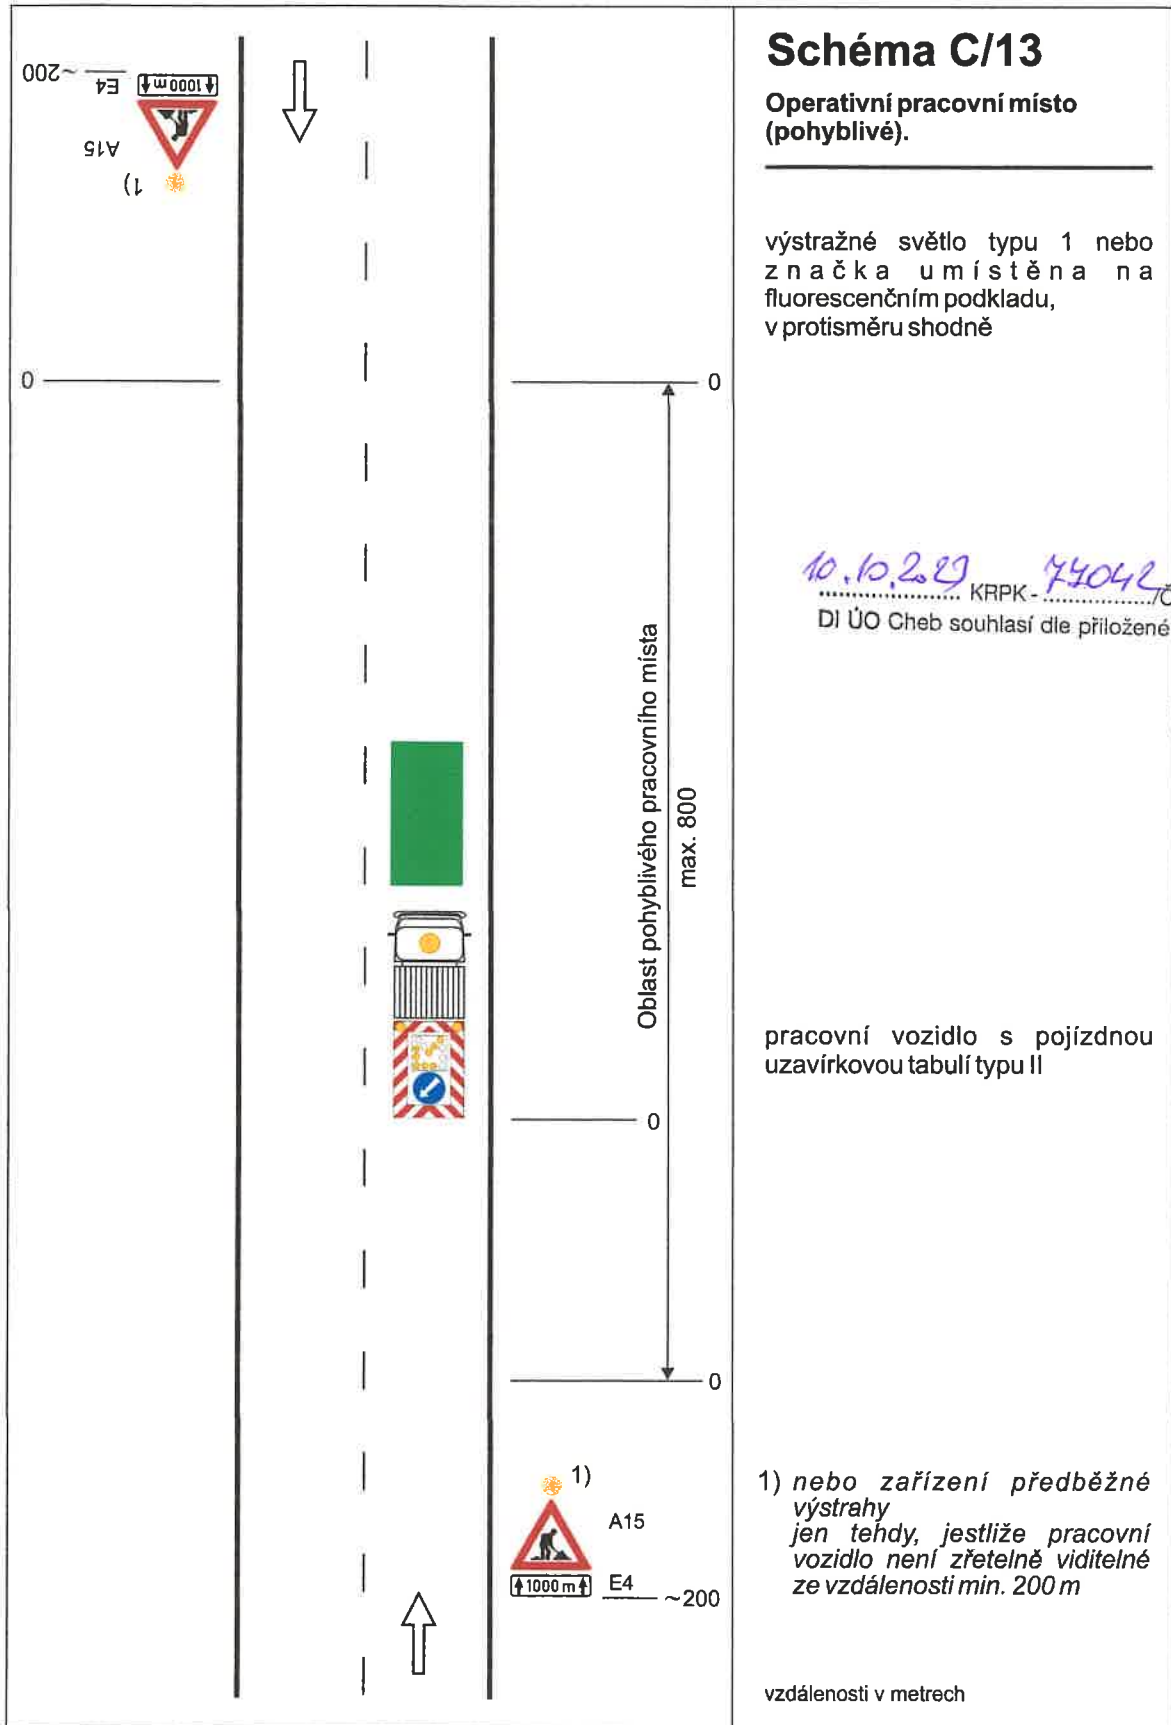 Schéma C/13
Operativní pracovní místo
(pohyblivé).
výstražné světlo typu 1 nebo
značka umístěna na
fluorescenčním podkladu,
v protisměru shodně
KRPK-
DI ÚO Cheb souhlasí dle přiložené
pracovní vozidlo s pojízdnou
uzavírkovou tabulí typu II
1) nebo zařízení předběžné
výstrahy
jen tehdy, jestliže pracovní
vozidlo není zřetelně viditelné
ze vzdálenosti min. 200 m
vzdálenosti v metrech
~200
E4
1000 m
A15
1)
0
0
Oblast pohyblivého pracovního místa
max. 800
0
0
1)
A15
1000 m
E4
~200